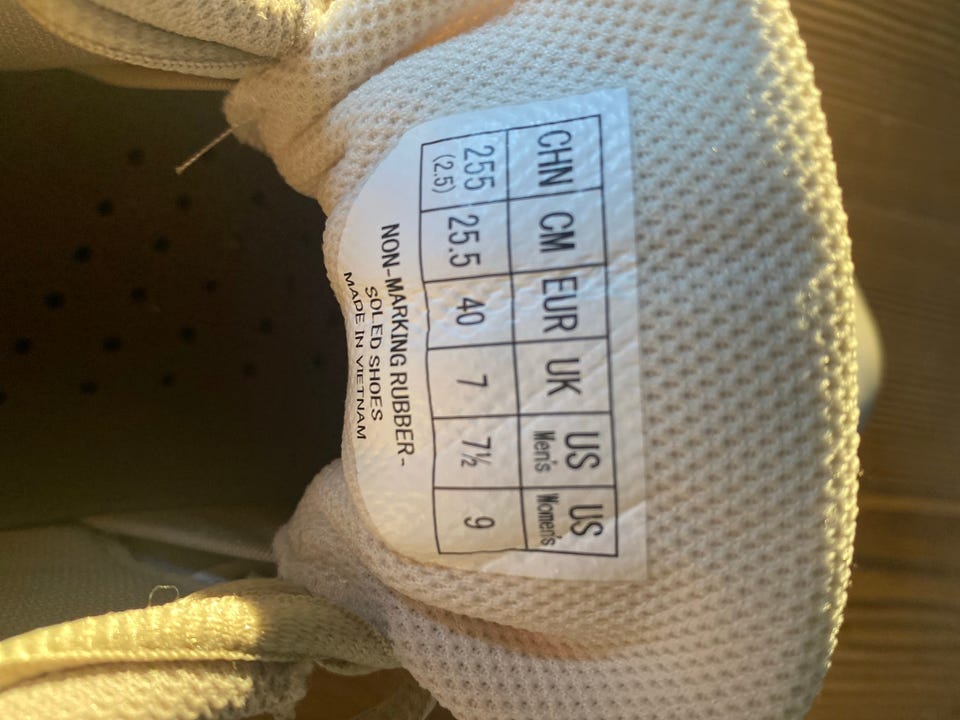 CHN CM EUR UK US Men's US Women's
255 (2.5) 25.5 40 7 7½ 9
NON-MARKING RUBBER-
SOLED SHOES
MADE IN VIETNAM